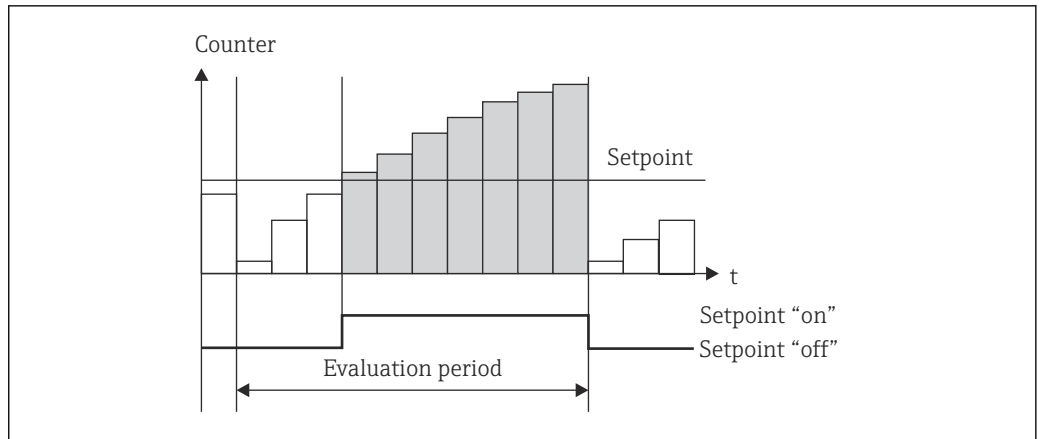 Counter
Setpoint
t
Setpoint “on”
Setpoint “off”
Evaluation period